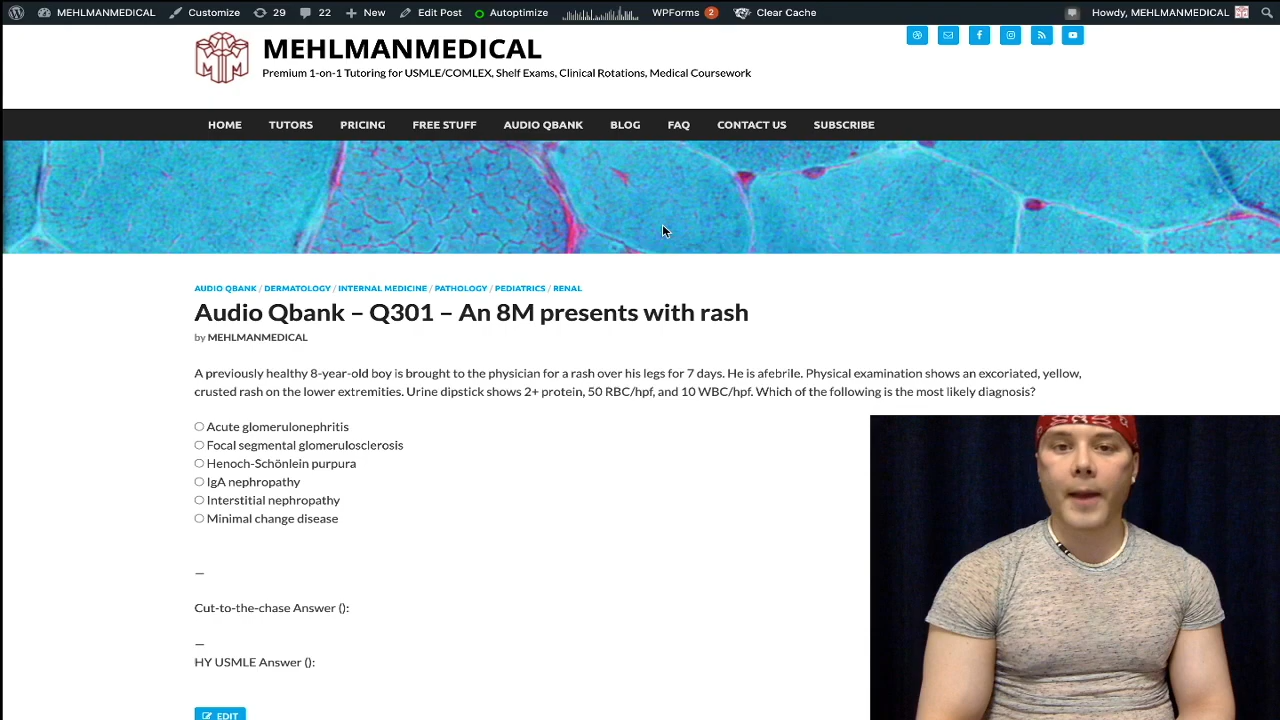 MEHLMANMEDICAL Customize 29 22 New Edit Post Autoptimize WPForms 2 Clear Cache Howdy, MEHLMANMEDICAL
MEHLMANMEDICAL
Premium 1-on-1 Tutoring for USMLE/COMLEX, Shelf Exams, Clinical Rotations, Medical Coursework
HOME TUTORS PRICING FREE STUFF AUDIO QBANK BLOG FAQ CONTACT US SUBSCRIBE
AUDIO QBANK / DERMATOLOGY / INTERNAL MEDICINE / PATHOLOGY / PEDIATRICS / RENAL
Audio Qbank – Q301 – An 8M presents with rash
by MEHLMANMEDICAL
A previously healthy 8-year-old boy is brought to the physician for a rash over his legs for 7 days. He is afebrile. Physical examination shows an excoriated, yellow,
crusted rash on the lower extremities. Urine dipstick shows 2+ protein, 50 RBC/hpf, and 10 WBC/hpf. Which of the following is the most likely diagnosis?
Acute glomerulonephritis
Focal segmental glomerulosclerosis
Henoch-Schönlein purpura
IgA nephropathy
Interstitial nephropathy
Minimal change disease
—
Cut-to-the-chase Answer ():
—
HY USMLE Answer ():
EDIT